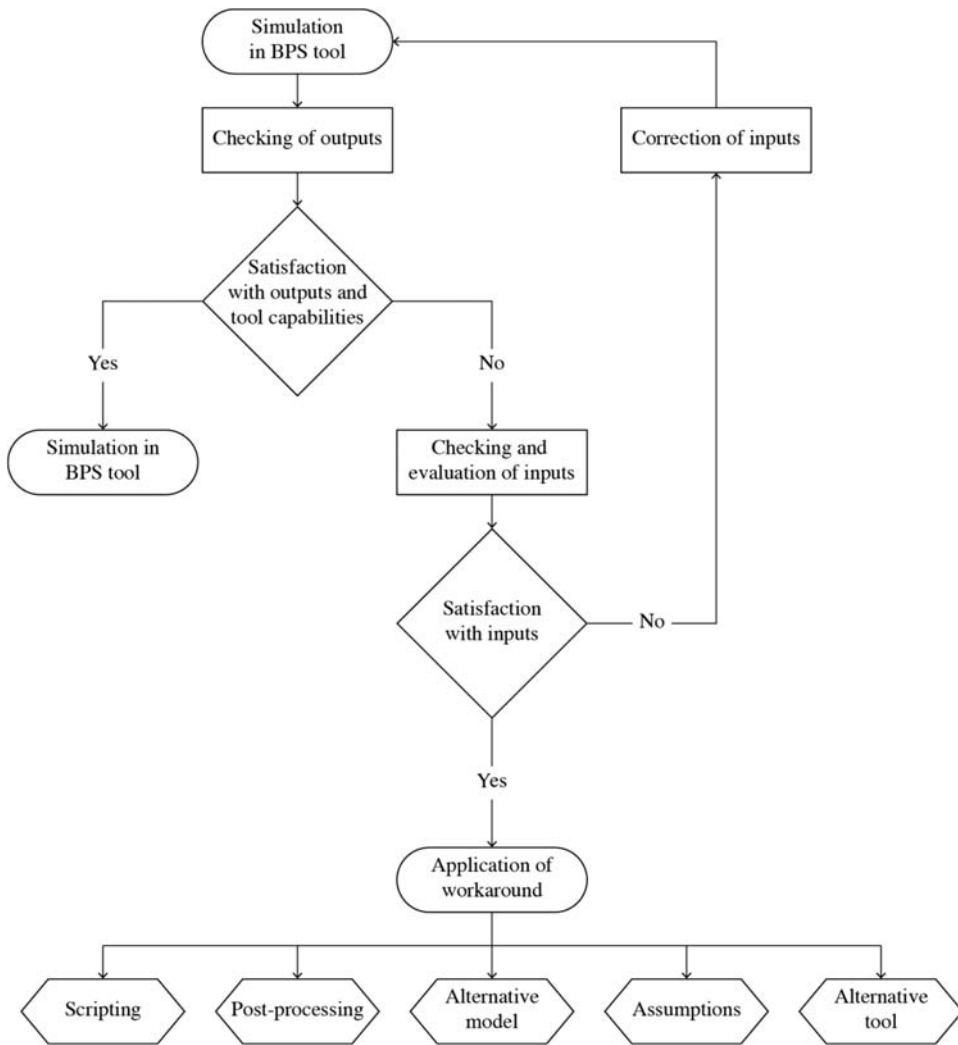 Simulation
in BPS tool
Checking of outputs
Correction of inputs
Satisfaction
with outputs and
tool capabilities
Yes
No
Simulation in
BPS tool
Checking and
evaluation of inputs
Satisfaction
with inputs
No
Yes
Application of
workaround
Scripting
Post-processing
Alternative
model
Assumptions
Alternative
tool